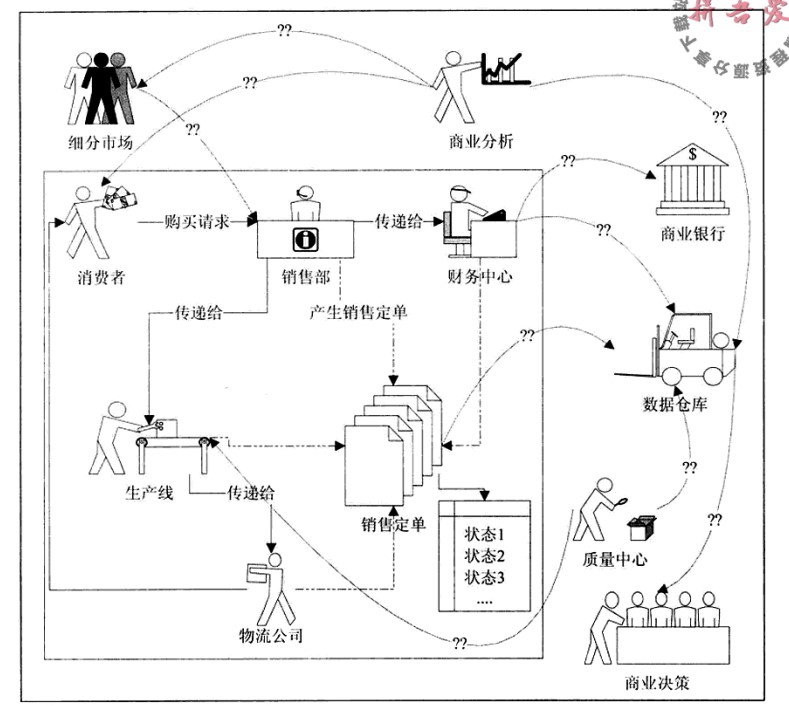 ??
??
??
细分市场
商业分析
??
??
$
商业银行
消费者
购买请求
销售部
传递给
财务中心
??
传递给
产生销售定单
??
数据仓库
生产线
传递给
销售定单
状态1
状态2
状态3
....
??
质量中心
??
物流公司
??
商业决策